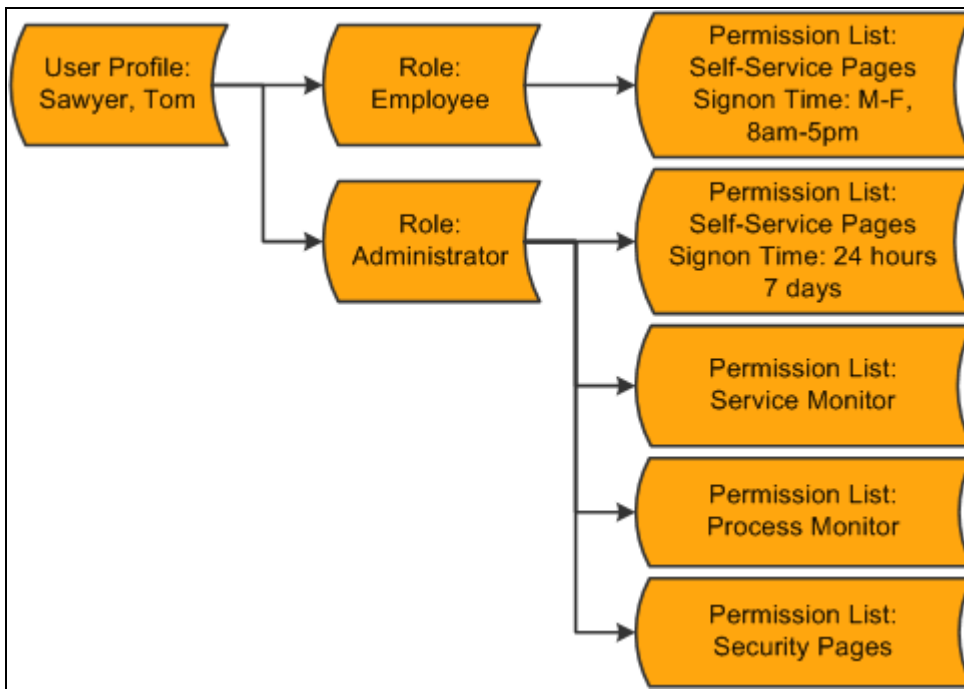 User Profile:
Sawyer, Tom
Role:
Employee
Permission List:
Self-Service Pages
Signon Time: M-F,
8am-5pm
Role:
Administrator
Permission List:
Self-Service Pages
Signon Time: 24 hours
7 days
Permission List:
Service Monitor
Permission List:
Process Monitor
Permission List:
Security Pages